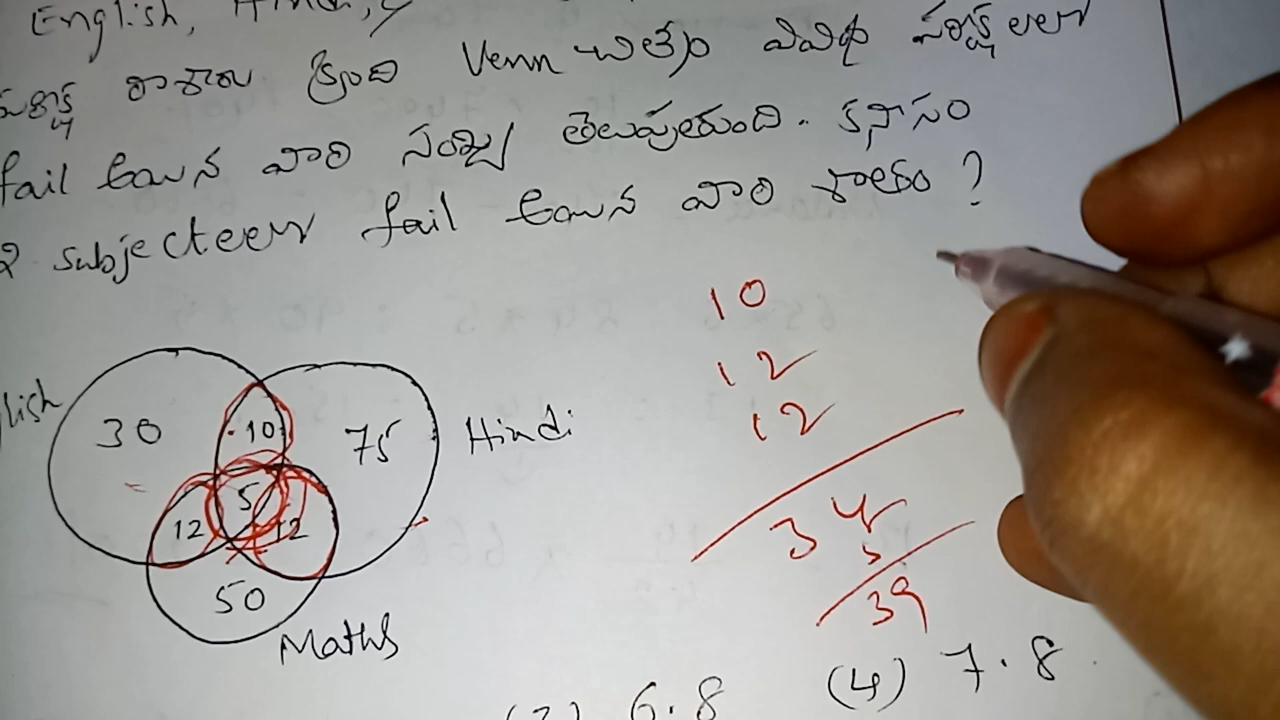 English, Hindi,
రాశారు క్రింది Venn చిత్రం వివిధ
fail అయిన వారి సంఖ్య తెలుపుతుంది. కనీసం
2 subjectలలో fail అయిన వారి శాతం ?
10
12
12
34
5
39
30 10 75 Hindi
5
12 12
50
Maths
6.8 (4) 7.8